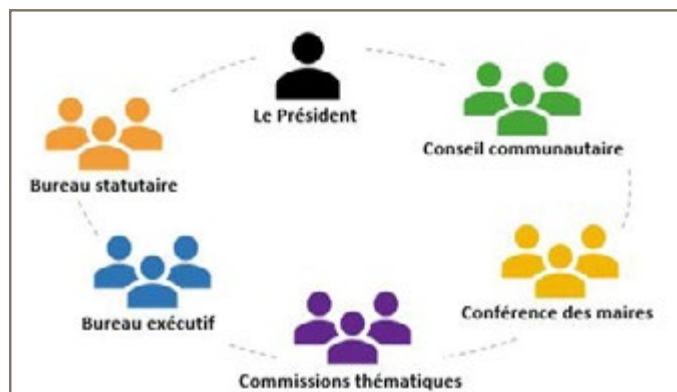 Le Président
Conseil communautaire
Bureau statutaire
Conférence des maires
Bureau exécutif
Commissions thématiques